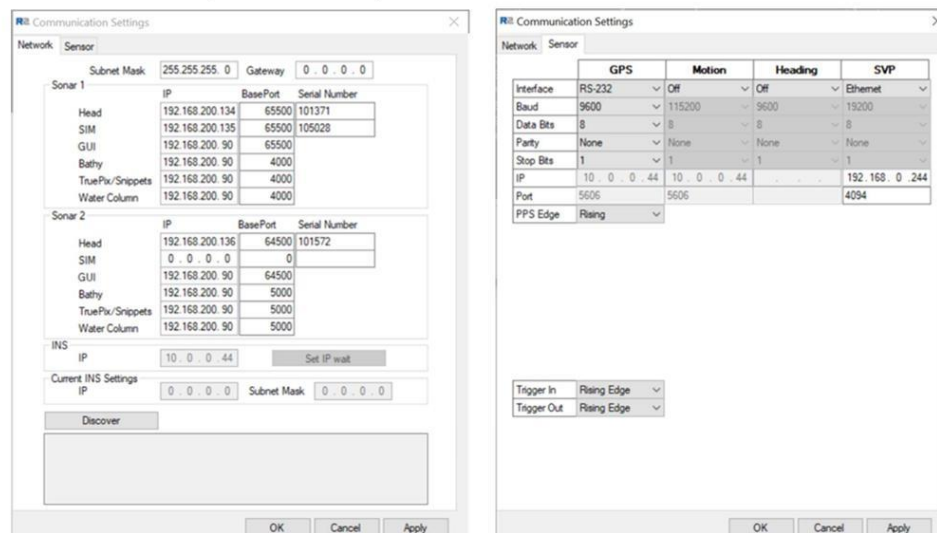 R2 Communication Settings
Network Sensor
Subnet Mask 255.255.255. 0 Gateway 0 . 0 . 0 . 0
Sonar 1
IP BasePort Serial Number
Head 192.168.200.134 65500 101371
SIM 192.168.200.135 65500 105028
GUI 192.168.200. 90 65500
Bathy 192.168.200. 90 4000
TruePix/Snippets 192.168.200. 90 4000
Water Column 192.168.200. 90 4000
Sonar 2
IP BasePort Serial Number
Head 192.168.200.136 64500 101572
SIM 0 . 0 . 0 . 0 0
GUI 192.168.200. 90 64500
Bathy 192.168.200. 90 5000
TruePix/Snippets 192.168.200. 90 5000
Water Column 192.168.200. 90 5000
INS
IP 10 . 0 . 0 . 44 Set IP wait
Current INS Settings
IP 0 . 0 . 0 . 0 Subnet Mask 0 . 0 . 0 . 0
Discover
OK Cancel Apply
R2 Communication Settings
Network Sensor
GPS Motion Heading SVP
Interface RS-232 Off Off Ethernet
Baud 9600 115200 9600 19200
Data Bits 8 8 8 8
Parity None None None None
Stop Bits 1 1 1 1
IP 10 . 0 . 0 . 44 10 . 0 . 0 . 44 . . . 192.168. 0 .244
Port 5606 5606 4094
PPS Edge Rising
Trigger In Rising Edge
Trigger Out Rising Edge
OK Cancel Apply